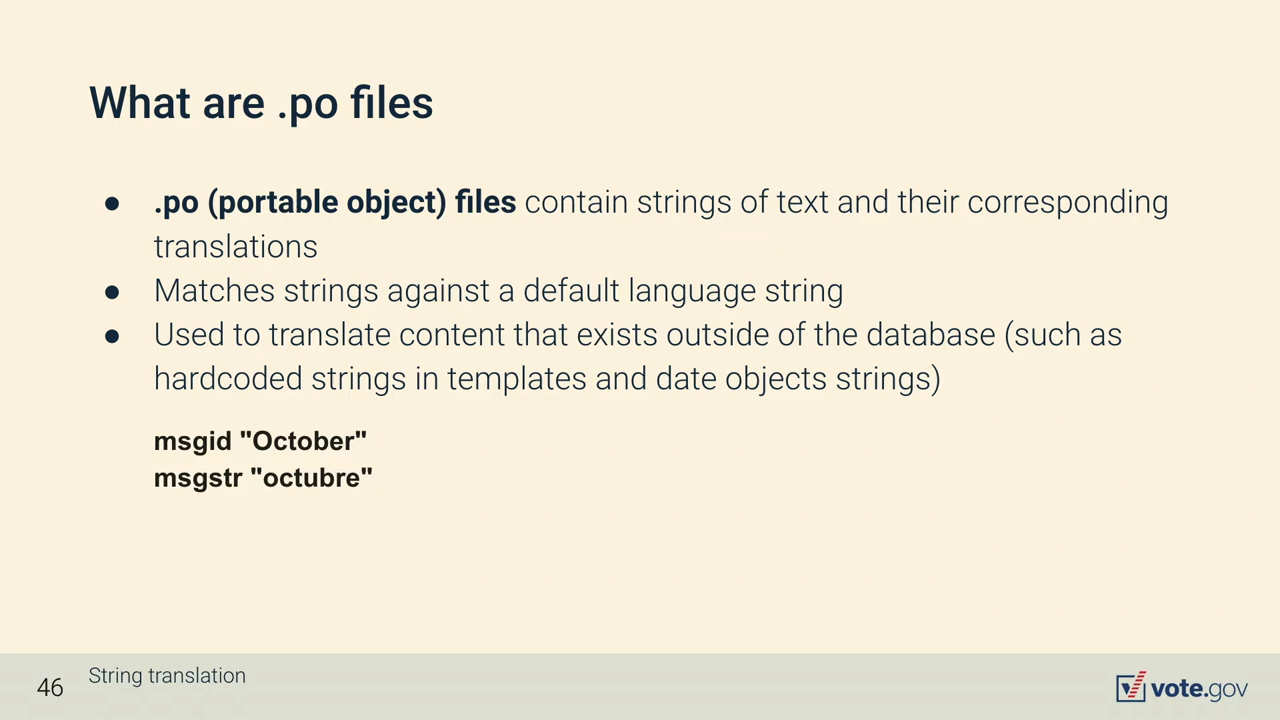 What are .po files
● .po (portable object) files contain strings of text and their corresponding
translations
● Matches strings against a default language string
● Used to translate content that exists outside of the database (such as
hardcoded strings in templates and date objects strings)
msgid "October"
msgstr "octubre"
46
String translation
vote.gov